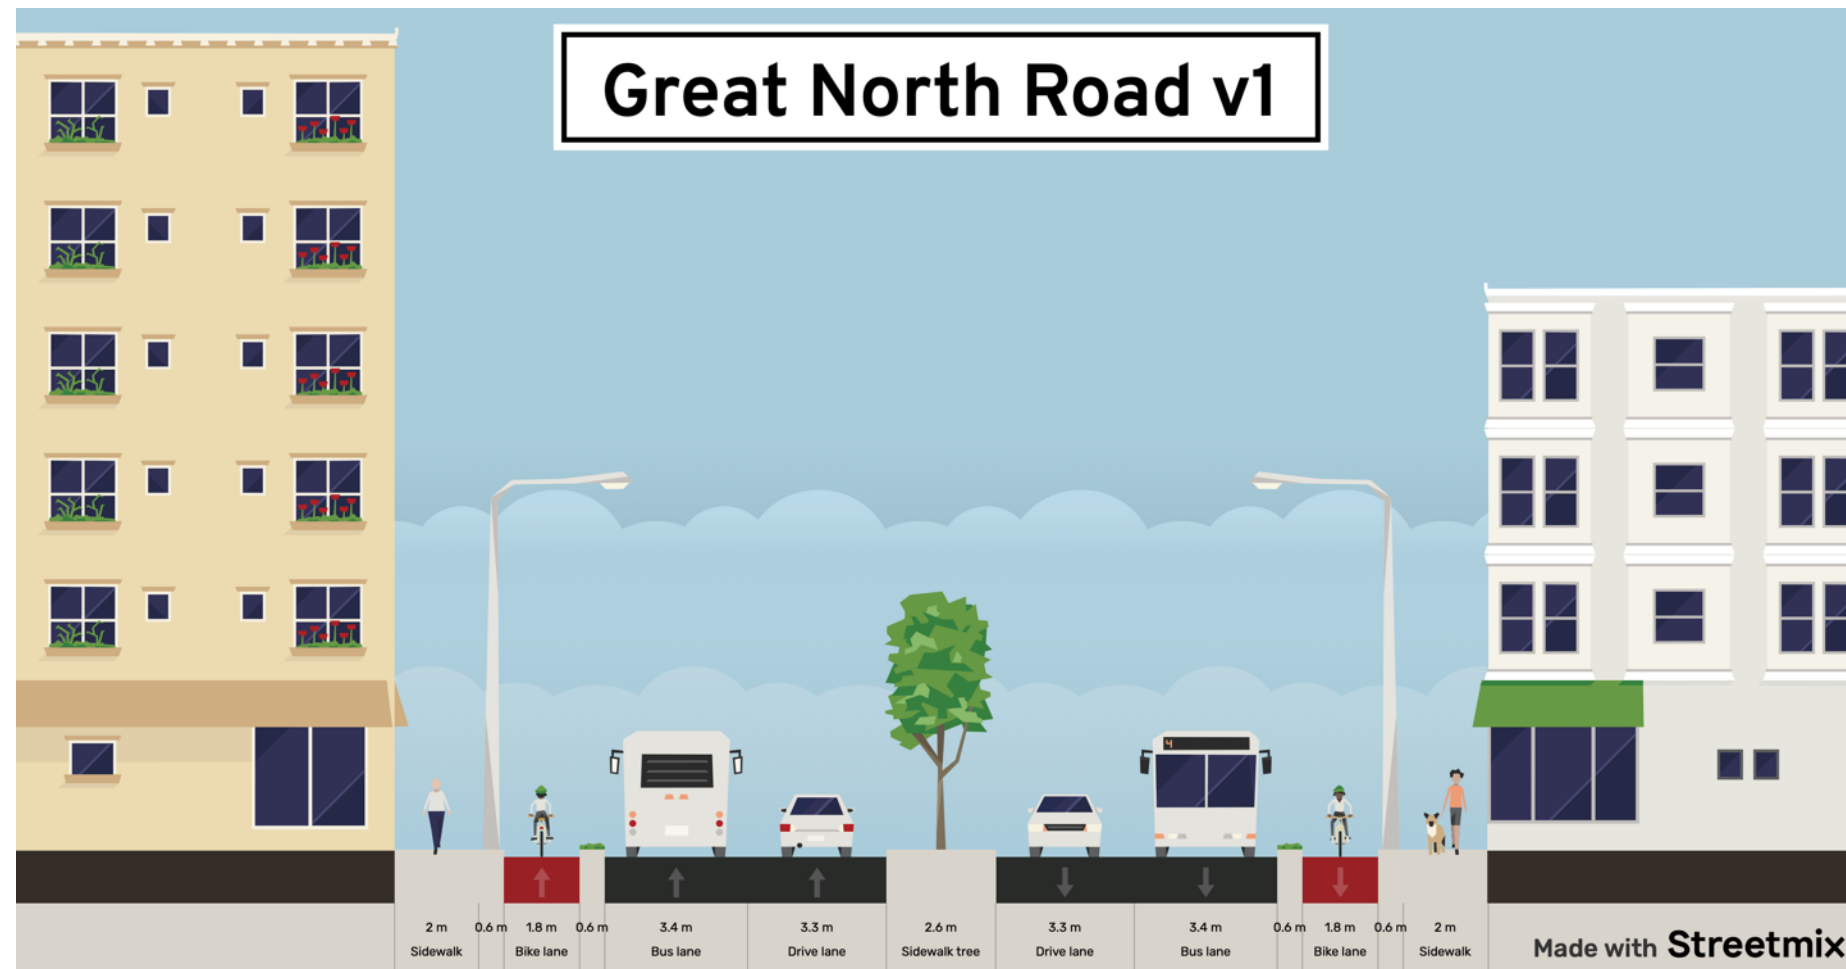 Great North Road v1
4
2 m
Sidewalk
0.6 m
1.8 m
Bike lane
0.6 m
3.4 m
Bus lane
3.3 m
Drive lane
2.6 m
Sidewalk tree
3.3 m
Drive lane
3.4 m
Bus lane
0.6 m
1.8 m
Bike lane
0.6 m
2 m
Sidewalk
Made with Streetmix